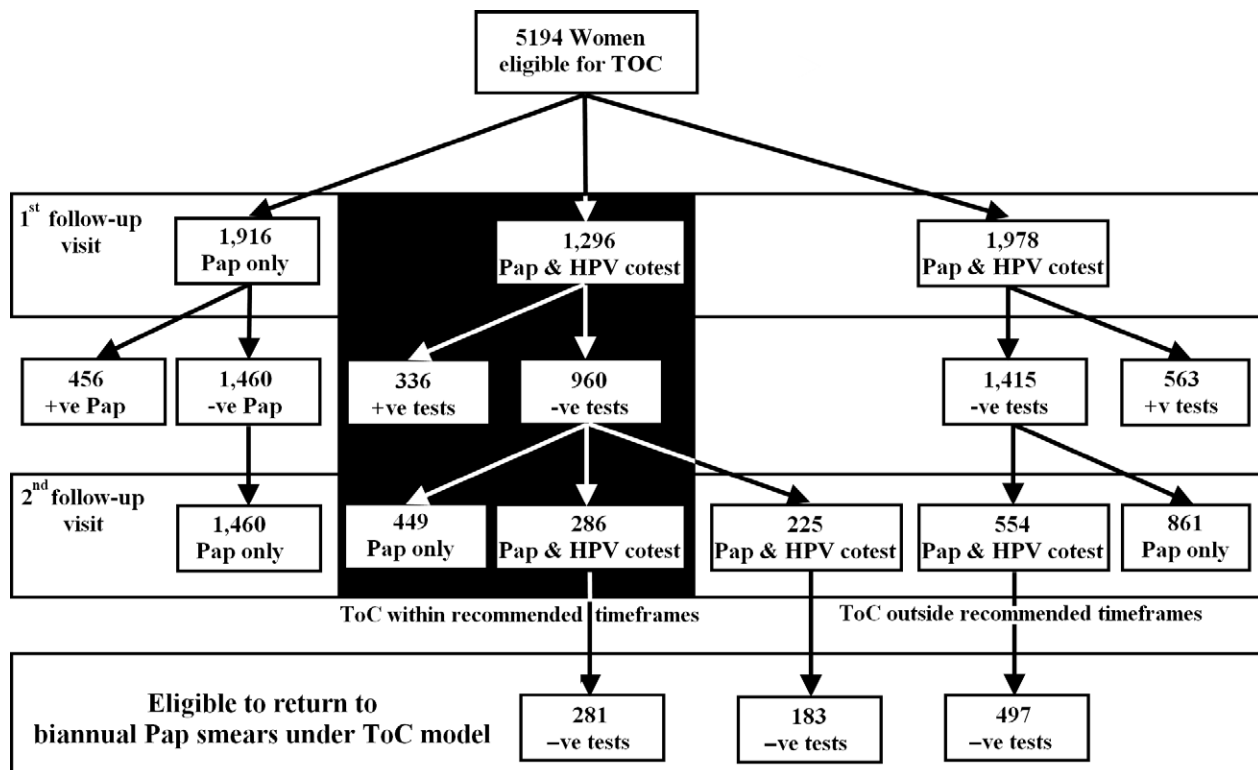 5194 Women
eligible for TOC
1st follow-up
visit
1,916
Pap only
1,296
Pap & HPV cotest
1,978
Pap & HPV cotest
456
+ve Pap
1,460
-ve Pap
336
+ve tests
960
-ve tests
1,415
-ve tests
563
+v tests
2nd follow-up
visit
1,460
Pap only
449
Pap only
286
Pap & HPV cotest
225
Pap & HPV cotest
554
Pap & HPV cotest
861
Pap only
ToC within recommended timeframes
ToC outside recommended timeframes
Eligible to return to
biannual Pap smears under ToC model
281
−ve tests
183
−ve tests
497
−ve tests